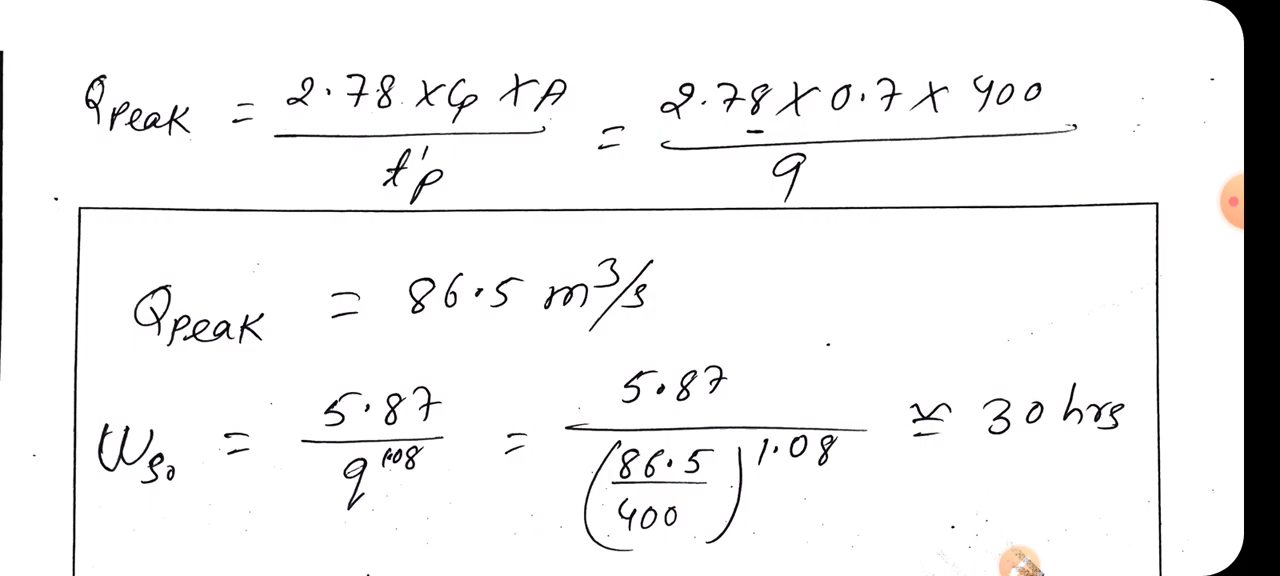 Qpeak = 2.78 × Cp × A / t'p = 2.78 × 0.7 × 400 / 9
Qpeak = 86.5 m³/s
W50 = 5.87 / q^1.08 = 5.87 / (86.5/400)^1.08 ≅ 30 hrs